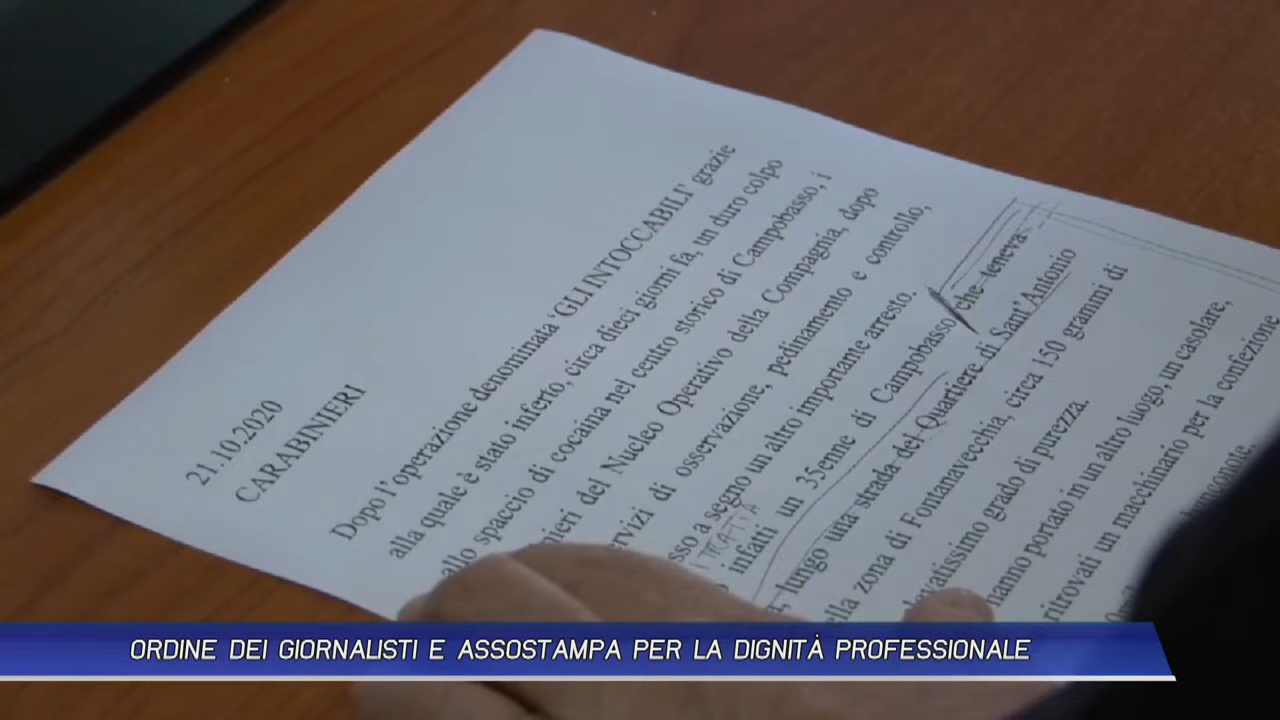 21.10.2020
CARABINIERI
Dopo l'operazione denominata 'GLI INTOCCABILI' grazie
alla quale è stato inferto, circa dieci giorni fa, un duro colpo
allo spaccio di cocaina nel centro storico di Campobasso, i
nieri del Nucleo Operativo della Compagnia, dopo
rvizi di osservazione, pedinamento e controllo,
sso a segno un altro importante arresto.
infatti un 35enne di Campobasso che teneva
, lungo una strada del Quartiere di Sant'Antonio
ella zona di Fontanavecchia, circa 150 grammi di
levatissimo grado di purezza.
hanno portato in un altro luogo, un casolare,
ritrovati un macchinario per la confezione
banconote,
ORDINE DEI GIORNALISTI E ASSOSTAMPA PER LA DIGNITÀ PROFESSIONALE